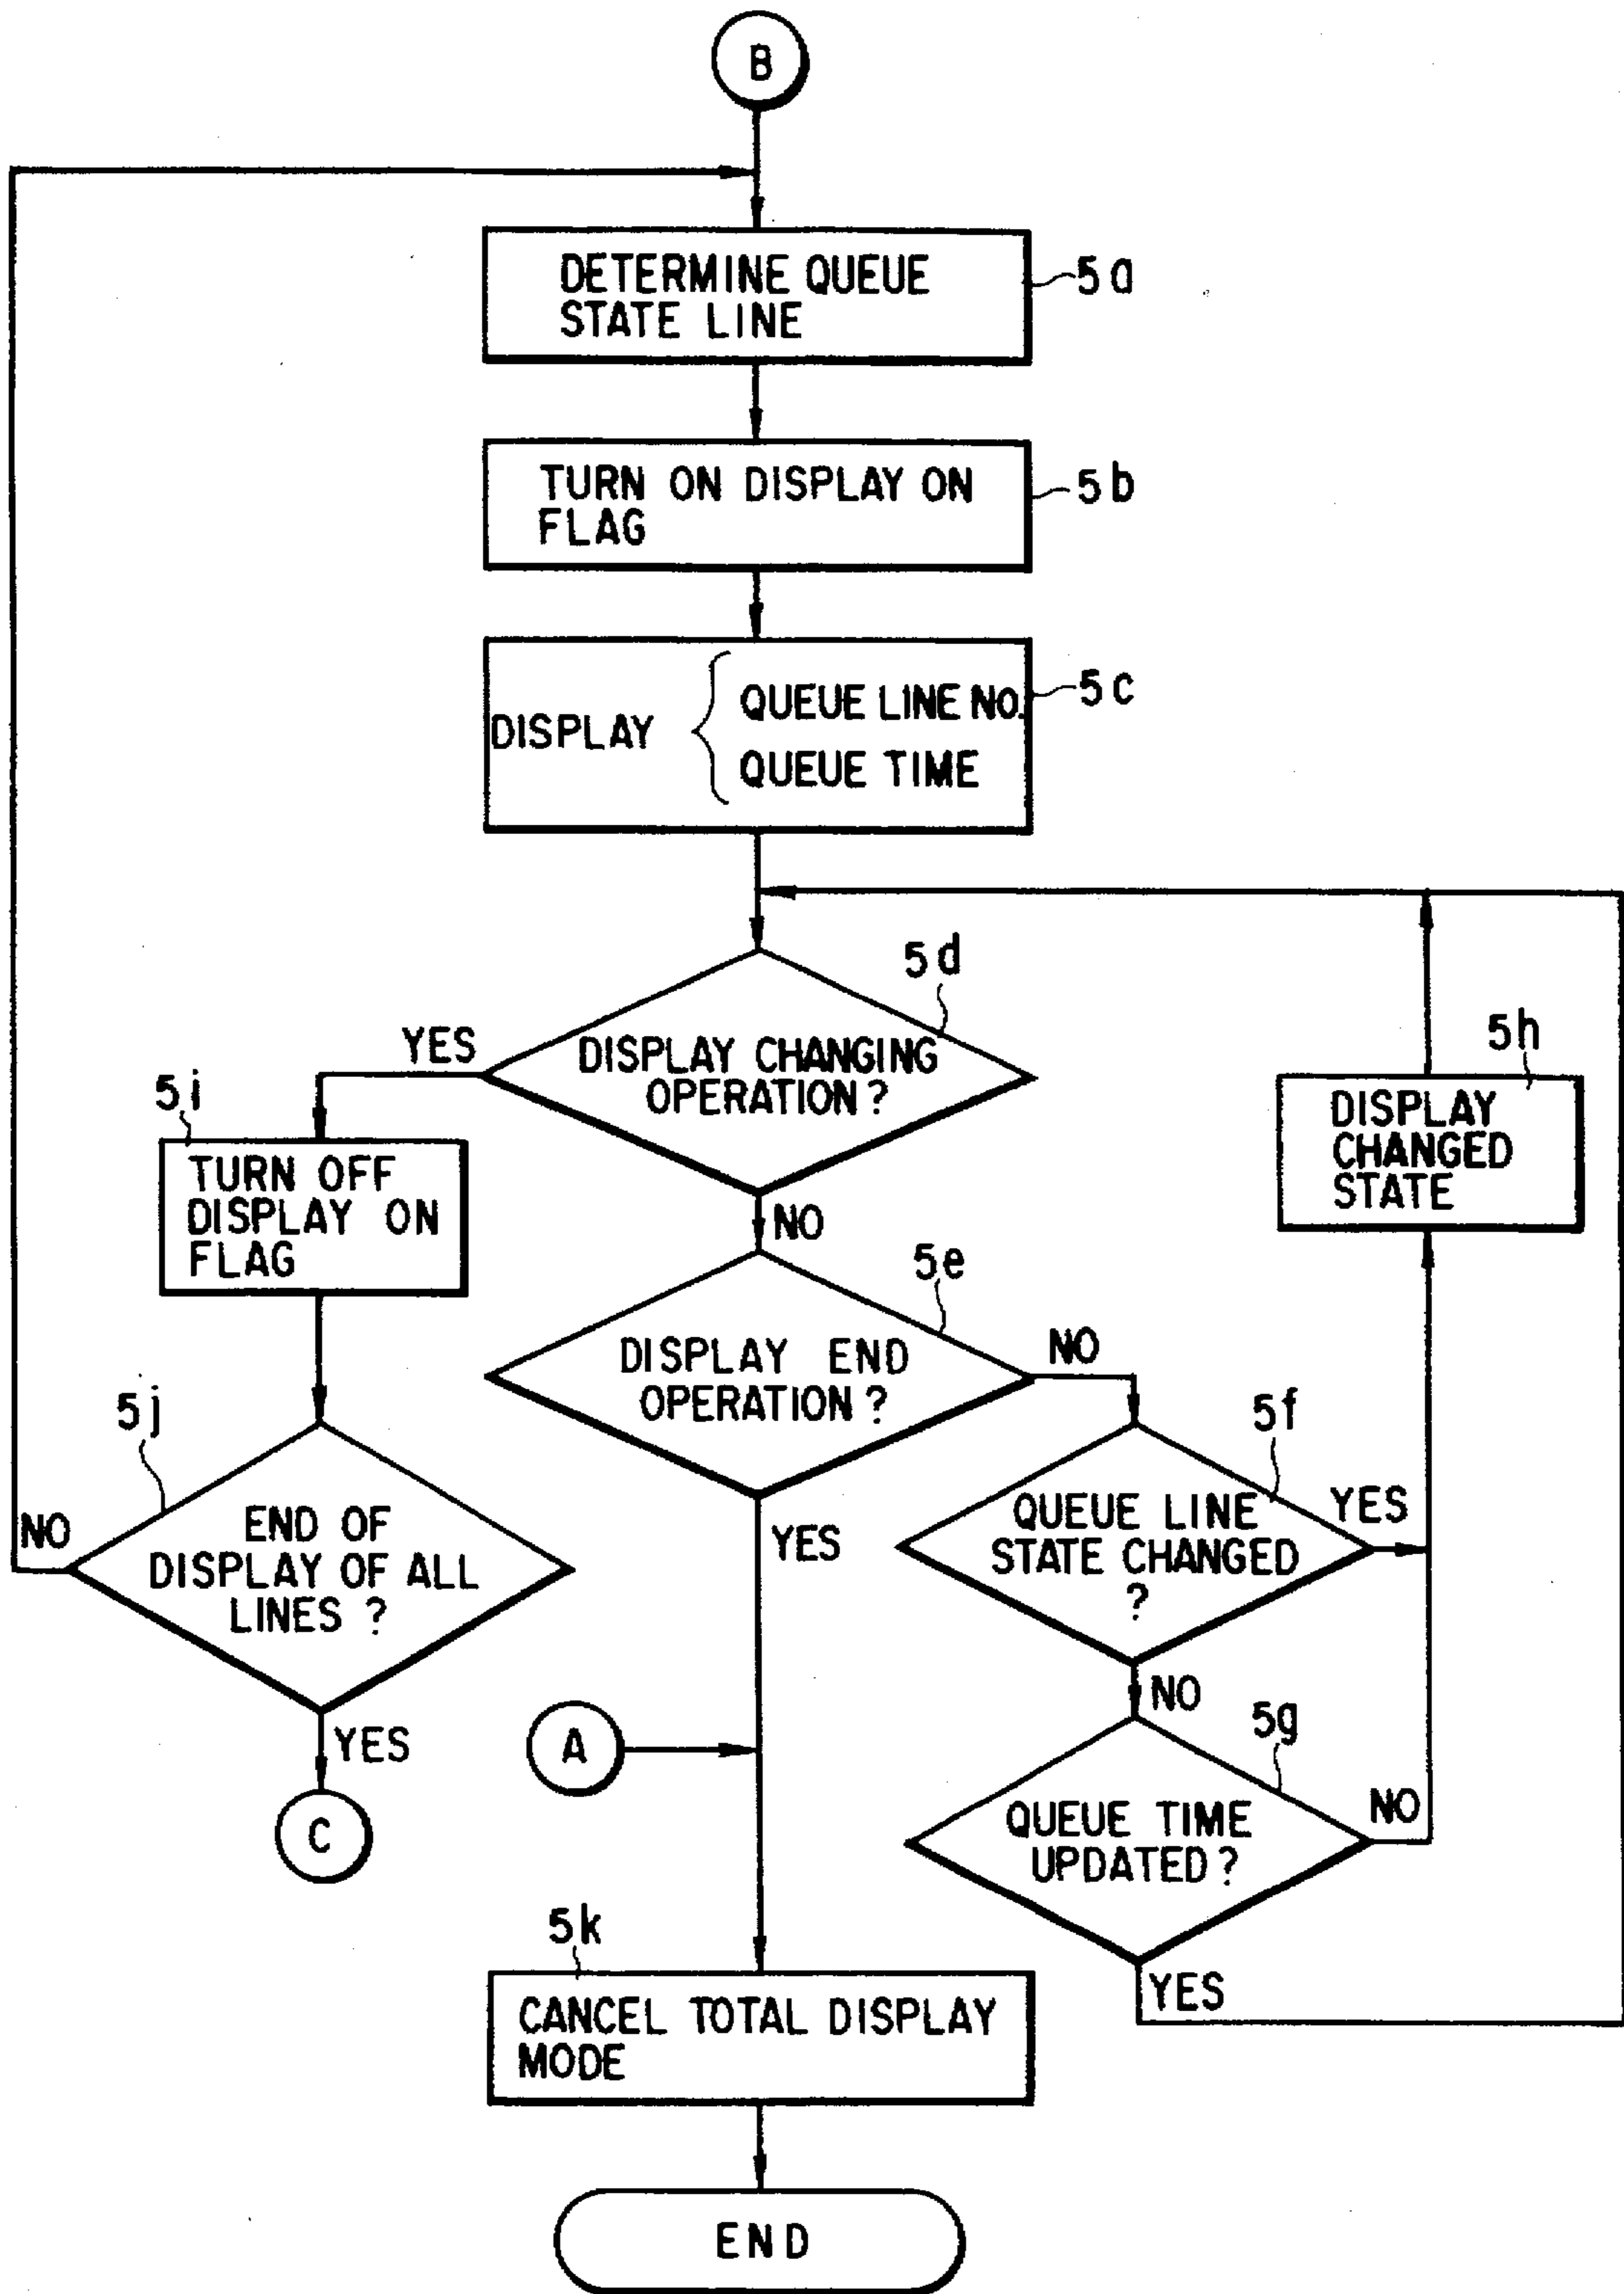 B
DETERMINE QUEUE
STATE LINE
5a
TURN ON DISPLAY ON
FLAG
5b
DISPLAY { QUEUE LINE NO.
QUEUE TIME
5c
5d
DISPLAY CHANGING
OPERATION ?
YES
NO
5i
TURN OFF
DISPLAY ON
FLAG
5h
DISPLAY
CHANGED
STATE
5e
DISPLAY END
OPERATION ?
NO
YES
5j
END OF
DISPLAY OF ALL
LINES ?
NO
YES
C
5f
QUEUE LINE
STATE CHANGED
?
YES
NO
A
5g
QUEUE TIME
UPDATED ?
NO
YES
5k
CANCEL TOTAL DISPLAY
MODE
END